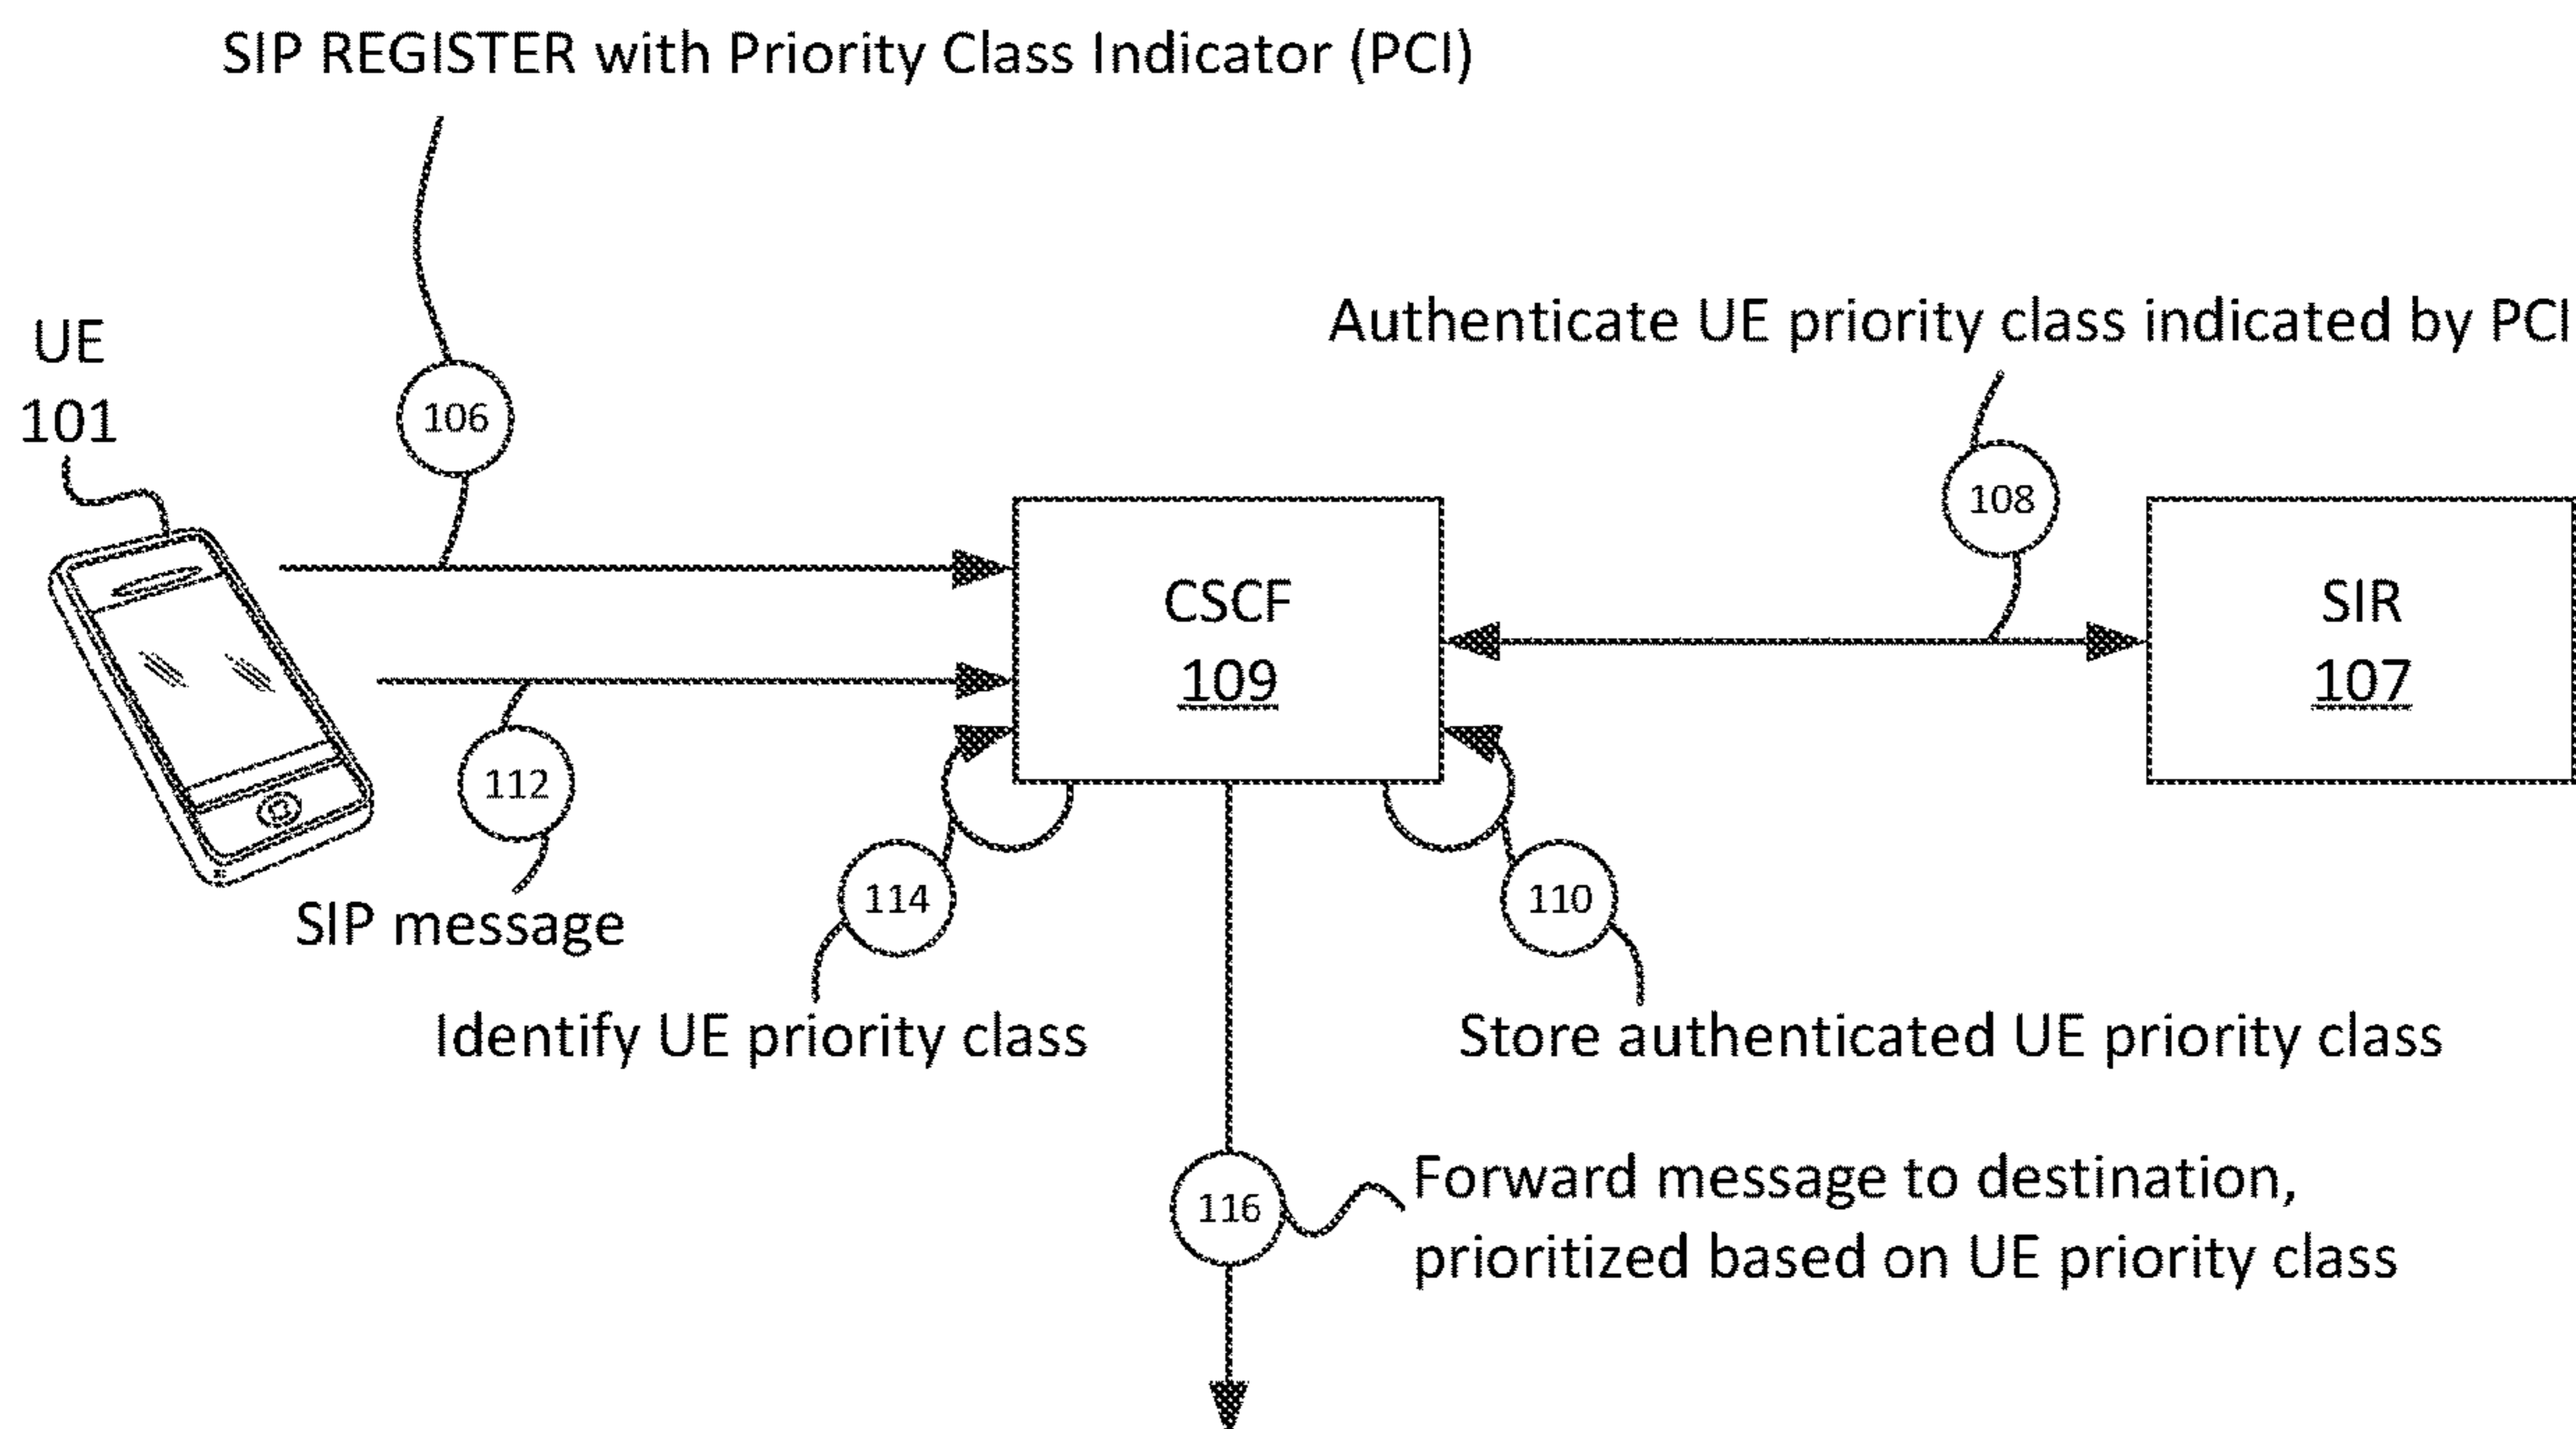 SIP REGISTER with Priority Class Indicator (PCI)
Authenticate UE priority class indicated by PCI
UE
101
106
108
CSCF
109
SIR
107
112
114
110
SIP message
Identify UE priority class
Store authenticated UE priority class
116
Forward message to destination,
prioritized based on UE priority class